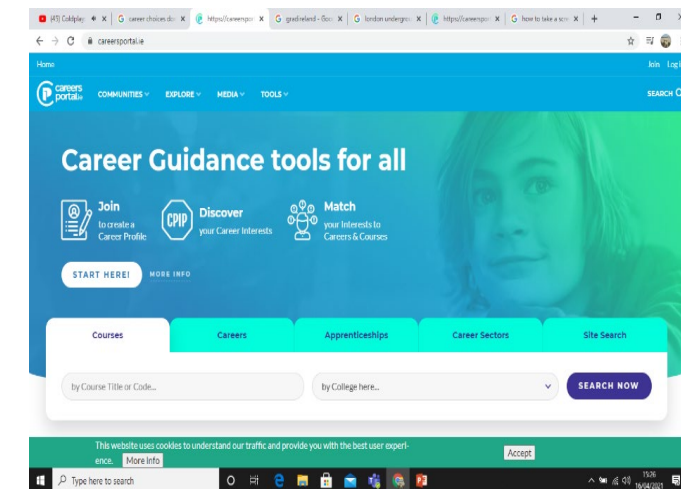 (43) Coldplay
career choices do
https://careerspo
gradireland - Goo
london undergro
https://careerspor
how to take a scr
careersportal.ie
Home
Join
careers
portal.ie
COMMUNITIES
EXPLORE
MEDIA
TOOLS
SEARCH
Career Guidance tools for all
Join
to create a
Career Profile
CPIP
Discover
your Career Interests
Match
your Interests to
Careers & Courses
START HERE!
MORE INFO
Courses
Careers
Apprenticeships
Career Sectors
Site Search
by Course Title or Code...
by College here...
SEARCH NOW
This website uses cookies to understand our traffic and provide you with the best user experi-
ence. More Info
Accept
Type here to search
15:26
16/04/2021